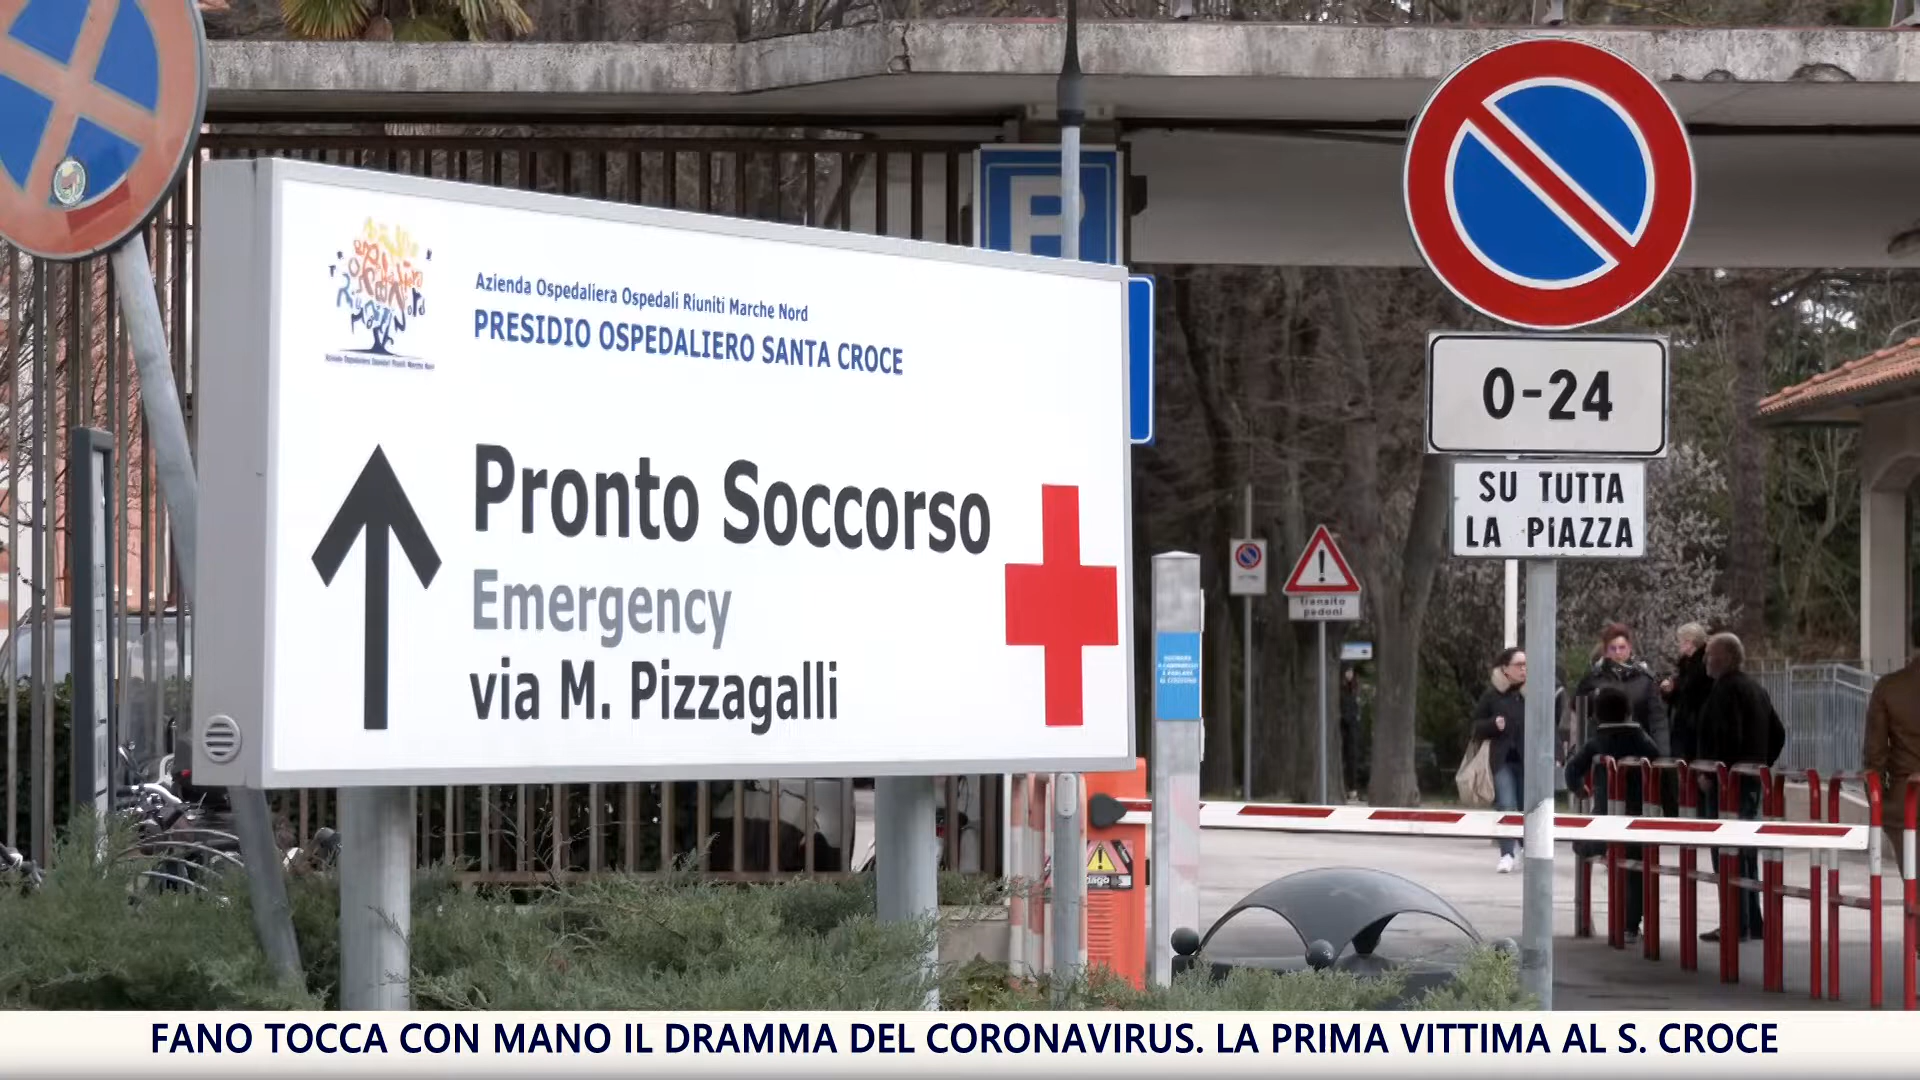 Azienda Ospedaliera Ospedali Riuniti Marche Nord
PRESIDIO OSPEDALIERO SANTA CROCE
Pronto Soccorso
Emergency
via M. Pizzagalli
P
0-24
SU TUTTA
LA PIAZZA
Transito
pedoni
FANO TOCCA CON MANO IL DRAMMA DEL CORONAVIRUS. LA PRIMA VITTIMA AL S. CROCE